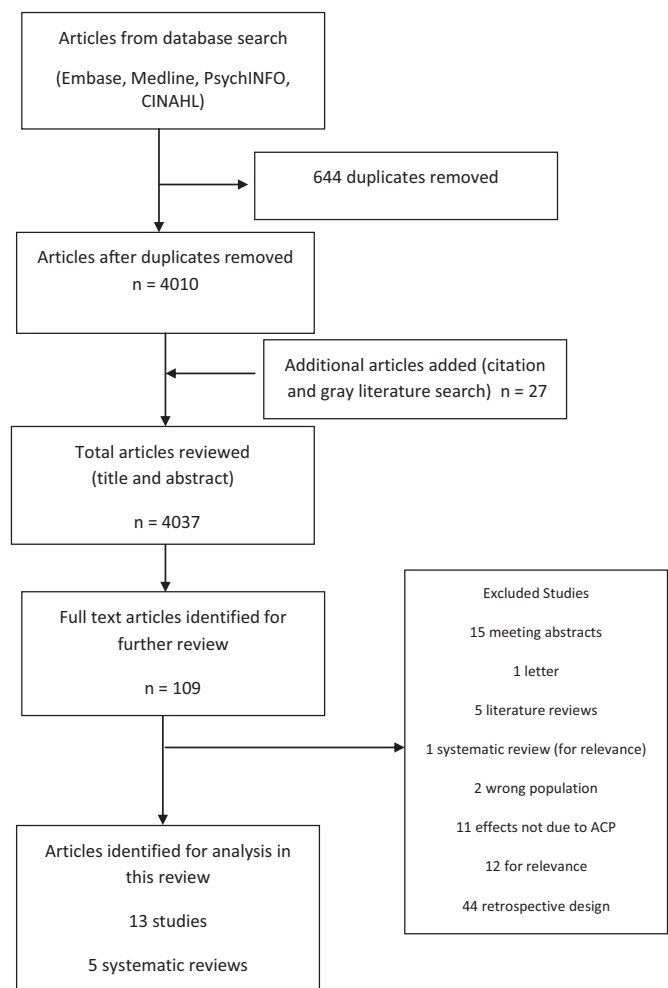 Articles from database search
(Embase, Medline, PsychINFO,
CINAHL)
644 duplicates removed
Articles after duplicates removed
n = 4010
Additional articles added (citation
and gray literature search)  n = 27
Total articles reviewed
(title and abstract)
n = 4037
Full text articles identified for
further review
n = 109
Excluded Studies
15 meeting abstracts
1 letter
5 literature reviews
1 systematic review (for relevance)
2 wrong population
11 effects not due to ACP
12 for relevance
44 retrospective design
Articles identified for analysis in
this review
13 studies
5 systematic reviews